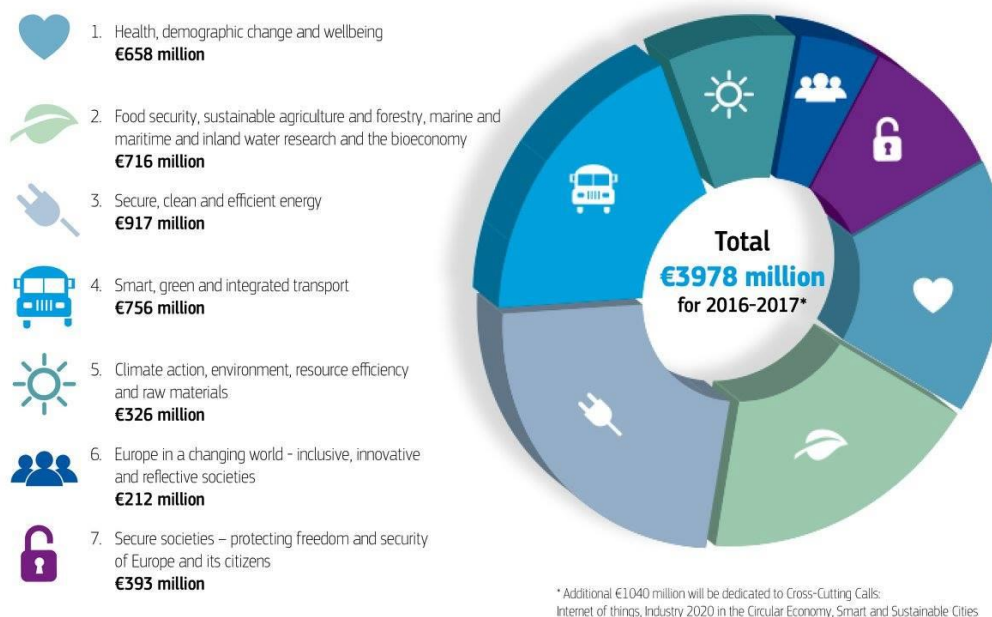 1. Health, demographic change and wellbeing
€658 million
2. Food security, sustainable agriculture and forestry, marine and
maritime and inland water research and the bioeconomy
€716 million
3. Secure, clean and efficient energy
€917 million
4. Smart, green and integrated transport
€756 million
5. Climate action, environment, resource efficiency
and raw materials
€326 million
6. Europe in a changing world - inclusive, innovative
and reflective societies
€212 million
7. Secure societies – protecting freedom and security
of Europe and its citizens
€393 million
Total
€3978 million
for 2016-2017*
* Additional €1040 million will be dedicated to Cross-Cutting Calls:
Internet of things, Industry 2020 in the Circular Economy, Smart and Sustainable Cities